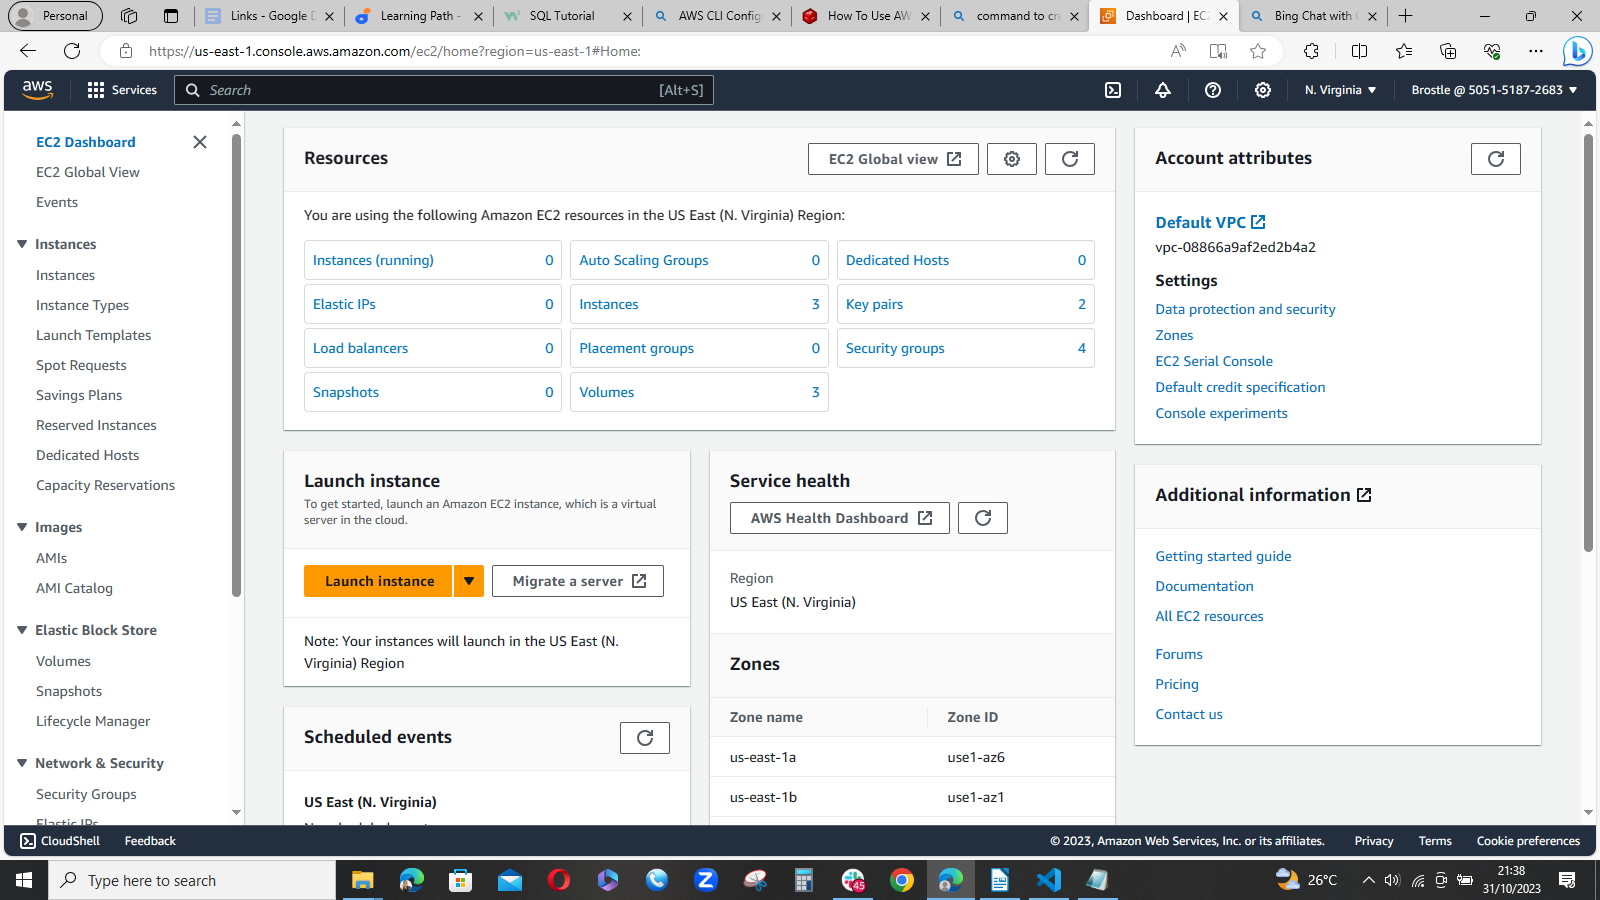 Personal
Links - Google D
Learning Path -
SQL Tutorial
AWS CLI Config
How To Use AW
command to cre
Dashboard | EC2
Bing Chat with
https://us-east-1.console.aws.amazon.com/ec2/home?region=us-east-1#Home:
aws
Services
Search
[Alt+S]
N. Virginia
Brostle @ 5051-5187-2683
EC2 Dashboard
EC2 Global View
Events
Instances
Instances
Instance Types
Launch Templates
Spot Requests
Savings Plans
Reserved Instances
Dedicated Hosts
Capacity Reservations
Images
AMIs
AMI Catalog
Elastic Block Store
Volumes
Snapshots
Lifecycle Manager
Network & Security
Security Groups
Elastic IPs
Resources
EC2 Global view
You are using the following Amazon EC2 resources in the US East (N. Virginia) Region:
Instances (running) 0
Auto Scaling Groups 0
Dedicated Hosts 0
Elastic IPs 0
Instances 3
Key pairs 2
Load balancers 0
Placement groups 0
Security groups 4
Snapshots 0
Volumes 3
Launch instance
To get started, launch an Amazon EC2 instance, which is a virtual
server in the cloud.
Launch instance
Migrate a server
Note: Your instances will launch in the US East (N.
Virginia) Region
Scheduled events
US East (N. Virginia)
Service health
AWS Health Dashboard
Region
US East (N. Virginia)
Zones
Zone name Zone ID
us-east-1a use1-az6
us-east-1b use1-az1
Account attributes
Default VPC
vpc-08866a9af2ed2b4a2
Settings
Data protection and security
Zones
EC2 Serial Console
Default credit specification
Console experiments
Additional information
Getting started guide
Documentation
All EC2 resources
Forums
Pricing
Contact us
CloudShell
Feedback
© 2023, Amazon Web Services, Inc. or its affiliates.
Privacy
Terms
Cookie preferences
Type here to search
45
26°C
21:38
31/10/2023